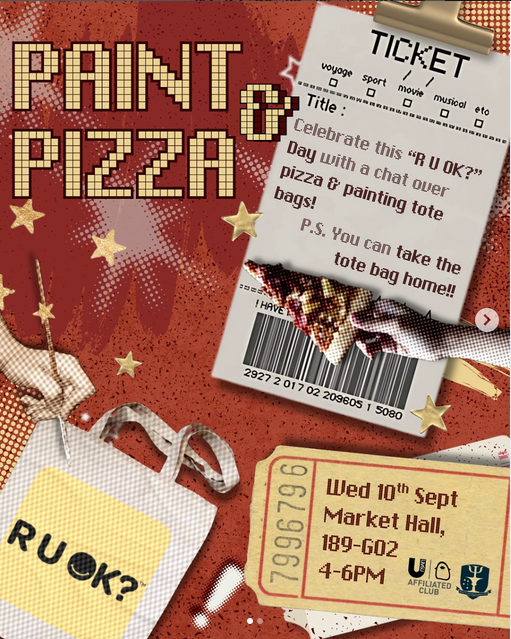 PAINT
&
PIZZA
TICKET
voyage sport movie musical etc
Title :
Celebrate this “R U OK?”
Day with a chat over
pizza & painting tote
bags!
P.S. You can take the
tote bag home!!
! HAVE
2927 2 017 02 209605 1 5080
7996796
Wed 10th Sept
Market Hall,
189-G02
4-6PM
AFFILIATED
CLUB
R U OK?